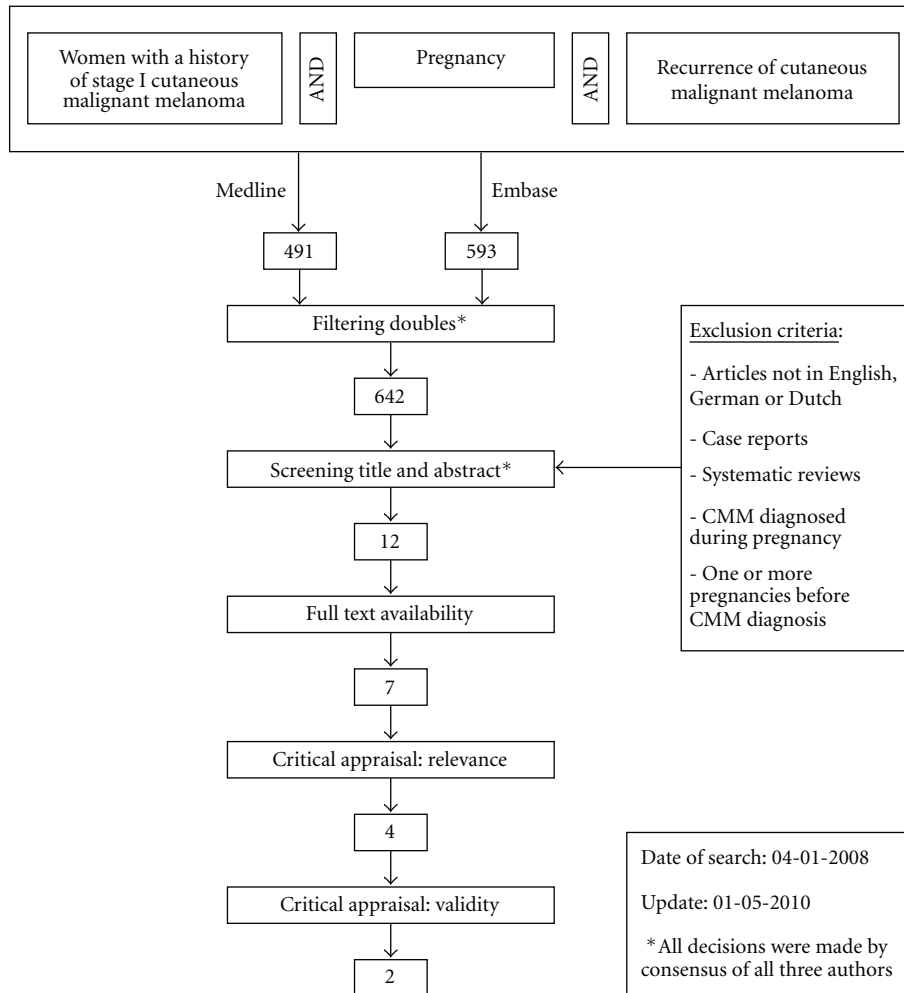 Women with a history
of stage I cutaneous
malignant melanoma
AND
Pregnancy
AND
Recurrence of cutaneous
malignant melanoma
Medline
Embase
491
593
Filtering doubles*
642
Screening title and abstract*
12
Full text availability
7
Critical appraisal: relevance
4
Critical appraisal: validity
2
Exclusion criteria:
- Articles not in English,
German or Dutch
- Case reports
- Systematic reviews
- CMM diagnosed
during pregnancy
- One or more
pregnancies before
CMM diagnosis
Date of search: 04-01-2008
Update: 01-05-2010
*All decisions were made by
consensus of all three authors